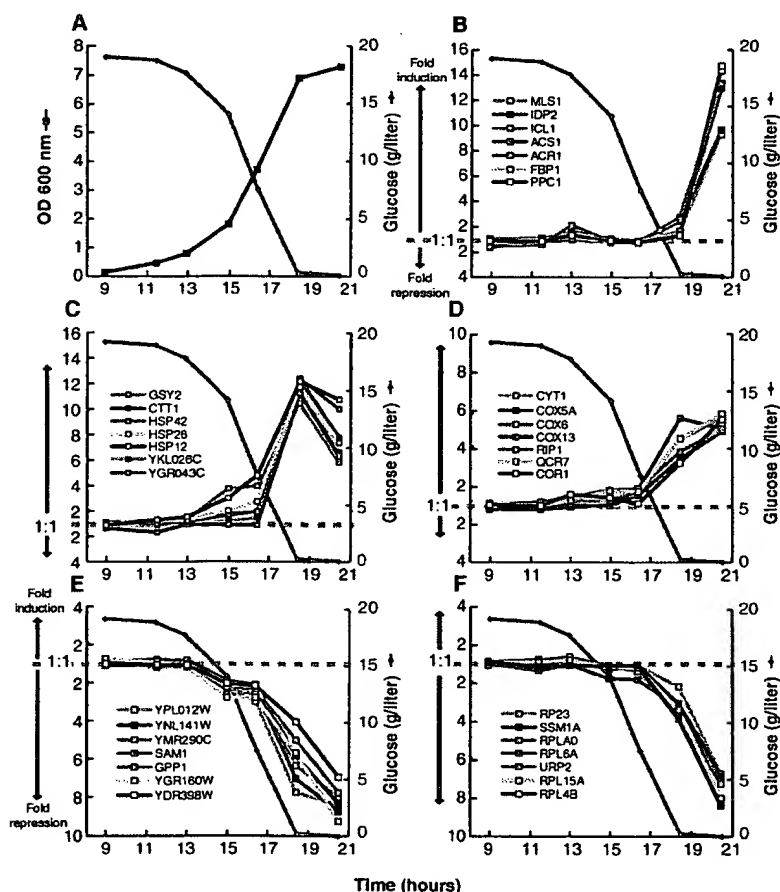 A
OD 600 nm
8
7
6
5
4
3
2
1
0
20
15
10
5
0
Glucose (g/liter)
9 11 13 15 17 19 21
B
Fold induction
1:1
Fold repression
16
14
12
10
8
6
4
2
2
4
MLS1
IDP2
ICL1
ACS1
ACR1
FBP1
PPC1
20
15
10
5
0
Glucose (g/liter)
9 11 13 15 17 19 21
C
1:1
16
14
12
10
8
6
4
2
2
4
GSY2
CTT1
HSP42
HSP26
HSP12
YKL026C
YGR043C
20
15
10
5
0
Glucose (g/liter)
9 11 13 15 17 19 21
D
1:1
10
8
6
4
2
2
4
CYT1
COX5A
COX6
COX13
RIP1
QCR7
COR1
20
15
10
5
0
Glucose (g/liter)
9 11 13 15 17 19 21
E
Fold induction
1:1
Fold repression
4
2
2
4
6
8
10
YPL012W
YNL141W
YMR290C
SAM1
GPP1
YGR160W
YDR398W
20
15
10
5
0
Glucose (g/liter)
9 11 13 15 17 19 21
F
1:1
4
2
2
4
6
8
10
RP23
SSM1A
RPLA0
RPL6A
URP2
RPL15A
RPL4B
20
15
10
5
0
Glucose (g/liter)
9 11 13 15 17 19 21
Time (hours)